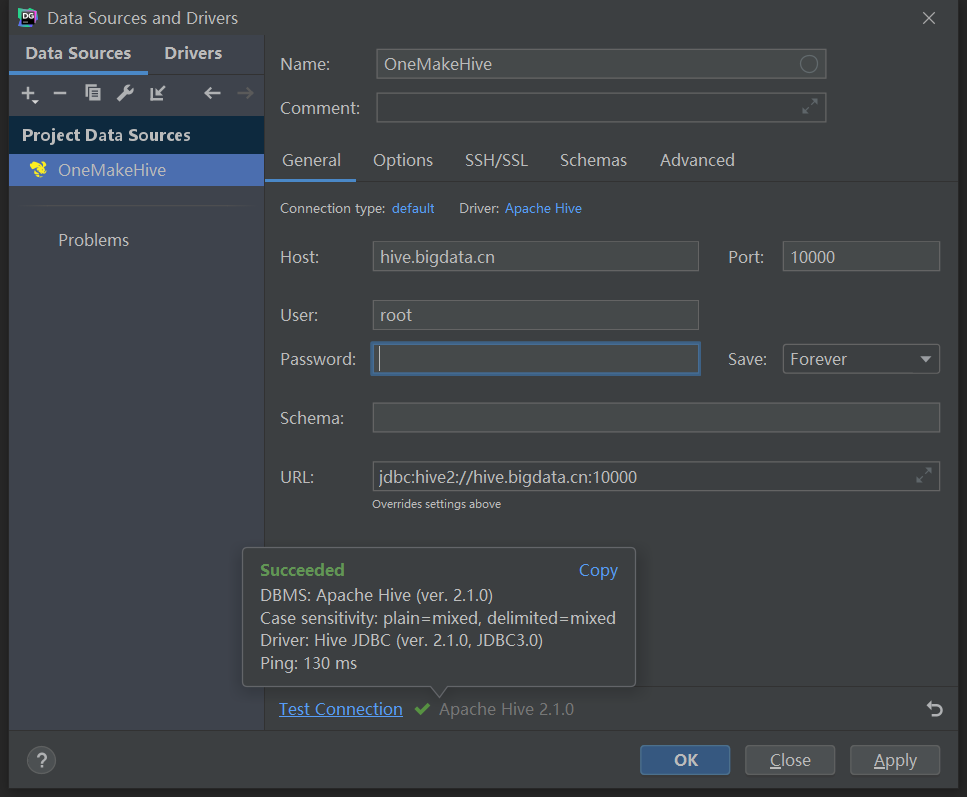 DG
Data Sources and Drivers
Data Sources Drivers
Project Data Sources
OneMakeHive
Problems
Name: OneMakeHive
Comment:
General Options SSH/SSL Schemas Advanced
Connection type: default Driver: Apache Hive
Host: hive.bigdata.cn Port: 10000
User: root
Password: Save: Forever
Schema:
URL: jdbc:hive2://hive.bigdata.cn:10000
Overrides settings above
Succeeded Copy
DBMS: Apache Hive (ver. 2.1.0)
Case sensitivity: plain=mixed, delimited=mixed
Driver: Hive JDBC (ver. 2.1.0, JDBC3.0)
Ping: 130 ms
Test Connection Apache Hive 2.1.0
? OK Close Apply